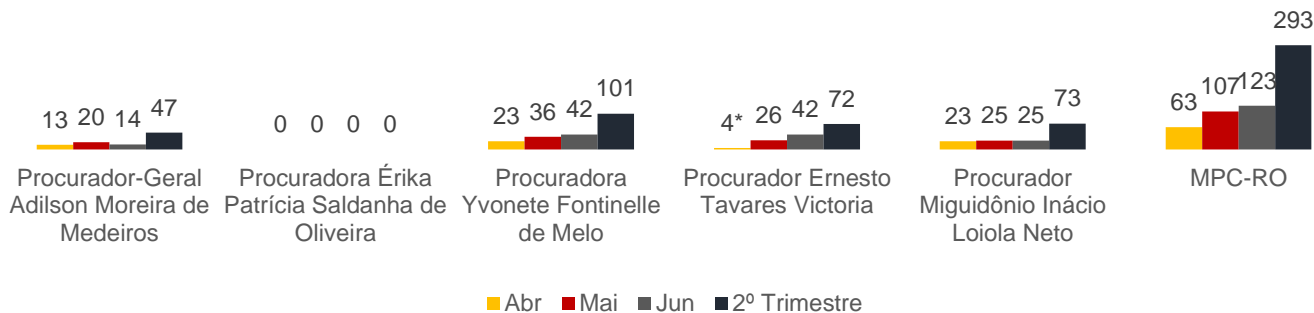 13 20 14 47
0 0 0 0
23 36 42 101
4* 26 42 72
23 25 25 73
63 107 123 293
Procurador-Geral
Adilson Moreira de
Medeiros
Procuradora Érika
Patrícia Saldanha de
Oliveira
Procuradora
Yvonete Fontinelle
de Melo
Procurador Ernesto
Tavares Victoria
Procurador
Miguidônio Inácio
Loiola Neto
MPC-RO
Abr Mai Jun 2º Trimestre